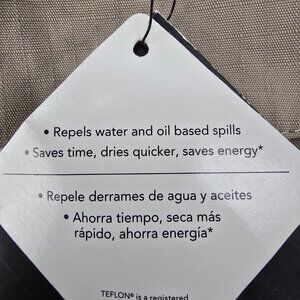 • Repels water and oil based spills
• Saves time, dries quicker, saves energy*
• Repele derrames de agua y aceites
• Ahorra tiempo, seca más
rápido, ahorra energía*
TEFLON® is a registered